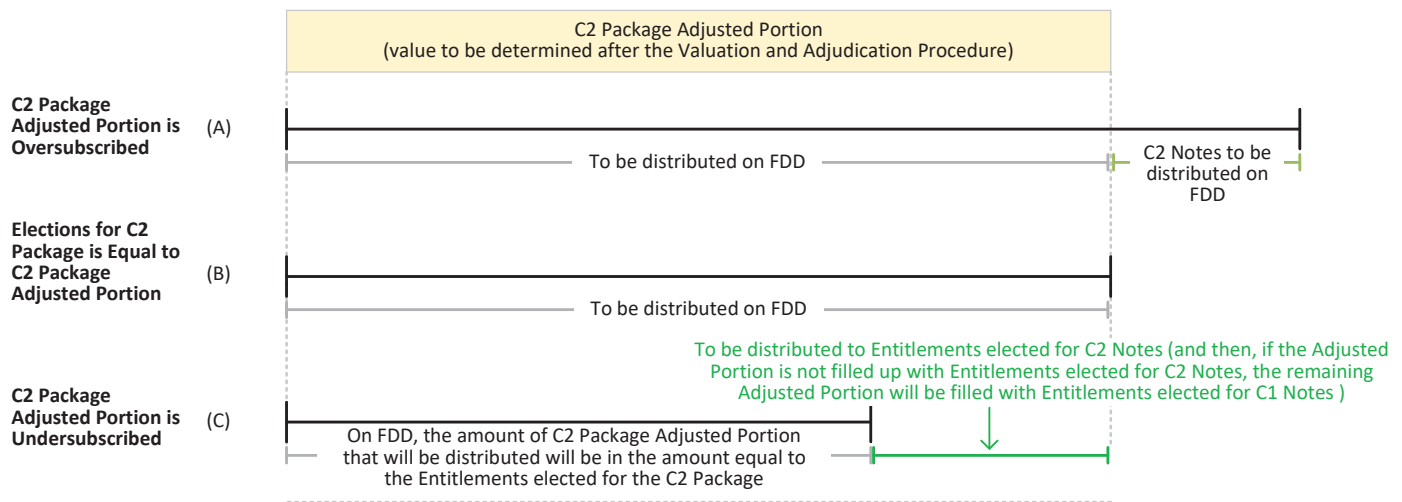 C2 Package Adjusted Portion
(value to be determined after the Valuation and Adjudication Procedure)
C2 Package
Adjusted Portion is
Oversubscribed
(A)
To be distributed on FDD
C2 Notes to be
distributed on
FDD
Elections for C2
Package is Equal to
C2 Package
Adjusted Portion
(B)
To be distributed on FDD
To be distributed to Entitlements elected for C2 Notes (and then, if the Adjusted
Portion is not filled up with Entitlements elected for C2 Notes, the remaining
Adjusted Portion will be filled with Entitlements elected for C1 Notes )
C2 Package
Adjusted Portion is
Undersubscribed
(C)
On FDD, the amount of C2 Package Adjusted Portion
that will be distributed will be in the amount equal to
the Entitlements elected for the C2 Package